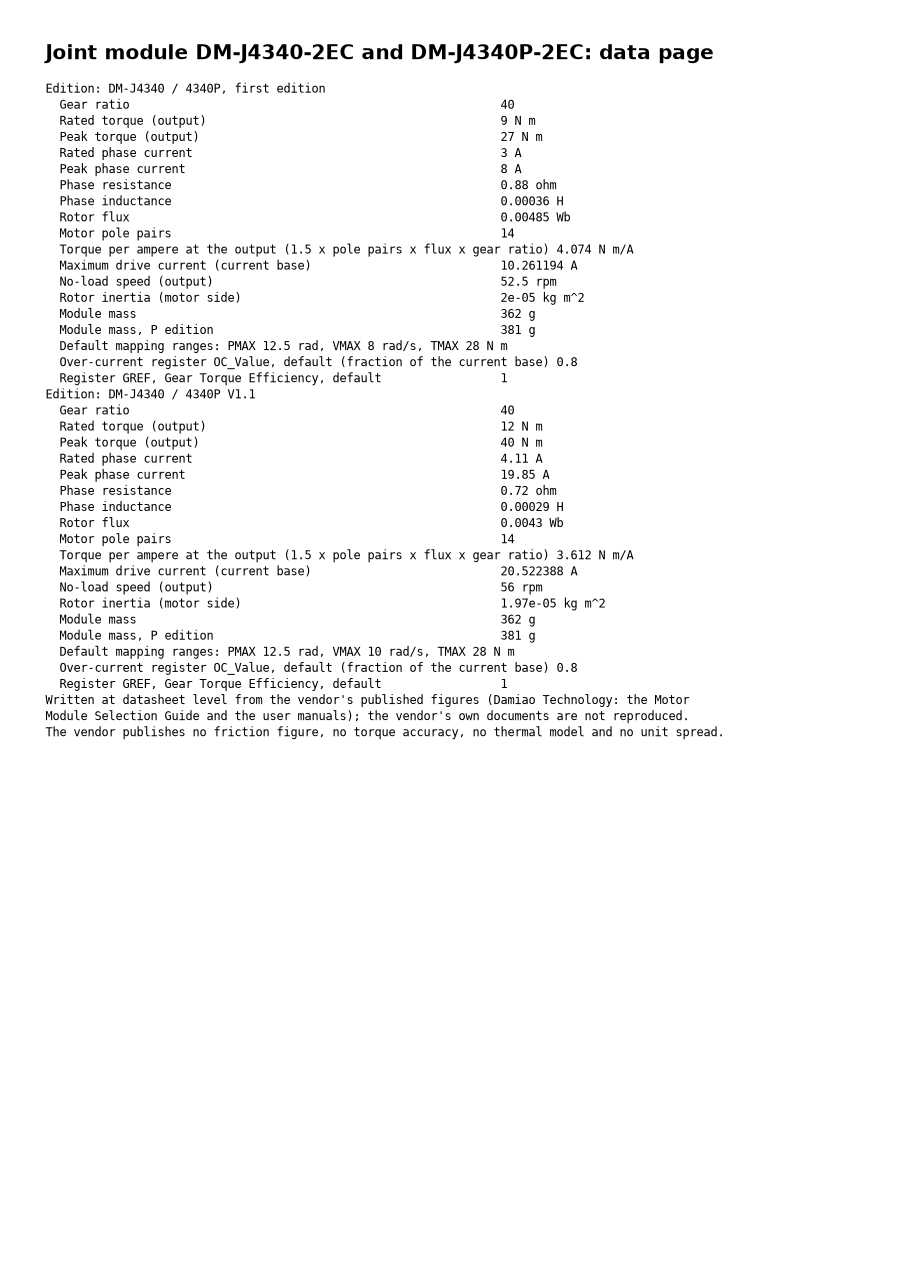 Joint module DM-J4340-2EC and DM-J4340P-2EC: data page
Edition: DM-J4340 / 4340P, first edition
Gear ratio 40
Rated torque (output) 9 N m
Peak torque (output) 27 N m
Rated phase current 3 A
Peak phase current 8 A
Phase resistance 0.88 ohm
Phase inductance 0.00036 H
Rotor flux 0.00485 Wb
Motor pole pairs 14
Torque per ampere at the output (1.5 x pole pairs x flux x gear ratio) 4.074 N m/A
Maximum drive current (current base) 10.261194 A
No-load speed (output) 52.5 rpm
Rotor inertia (motor side) 2e-05 kg m^2
Module mass 362 g
Module mass, P edition 381 g
Default mapping ranges: PMAX 12.5 rad, VMAX 8 rad/s, TMAX 28 N m
Over-current register OC_Value, default (fraction of the current base) 0.8
Register GREF, Gear Torque Efficiency, default 1
Edition: DM-J4340 / 4340P V1.1
Gear ratio 40
Rated torque (output) 12 N m
Peak torque (output) 40 N m
Rated phase current 4.11 A
Peak phase current 19.85 A
Phase resistance 0.72 ohm
Phase inductance 0.00029 H
Rotor flux 0.0043 Wb
Motor pole pairs 14
Torque per ampere at the output (1.5 x pole pairs x flux x gear ratio) 3.612 N m/A
Maximum drive current (current base) 20.522388 A
No-load speed (output) 56 rpm
Rotor inertia (motor side) 1.97e-05 kg m^2
Module mass 362 g
Module mass, P edition 381 g
Default mapping ranges: PMAX 12.5 rad, VMAX 10 rad/s, TMAX 28 N m
Over-current register OC_Value, default (fraction of the current base) 0.8
Register GREF, Gear Torque Efficiency, default 1
Written at datasheet level from the vendor's published figures (Damiao Technology: the Motor
Module Selection Guide and the user manuals); the vendor's own documents are not reproduced.
The vendor publishes no friction figure, no torque accuracy, no thermal model and no unit spread.